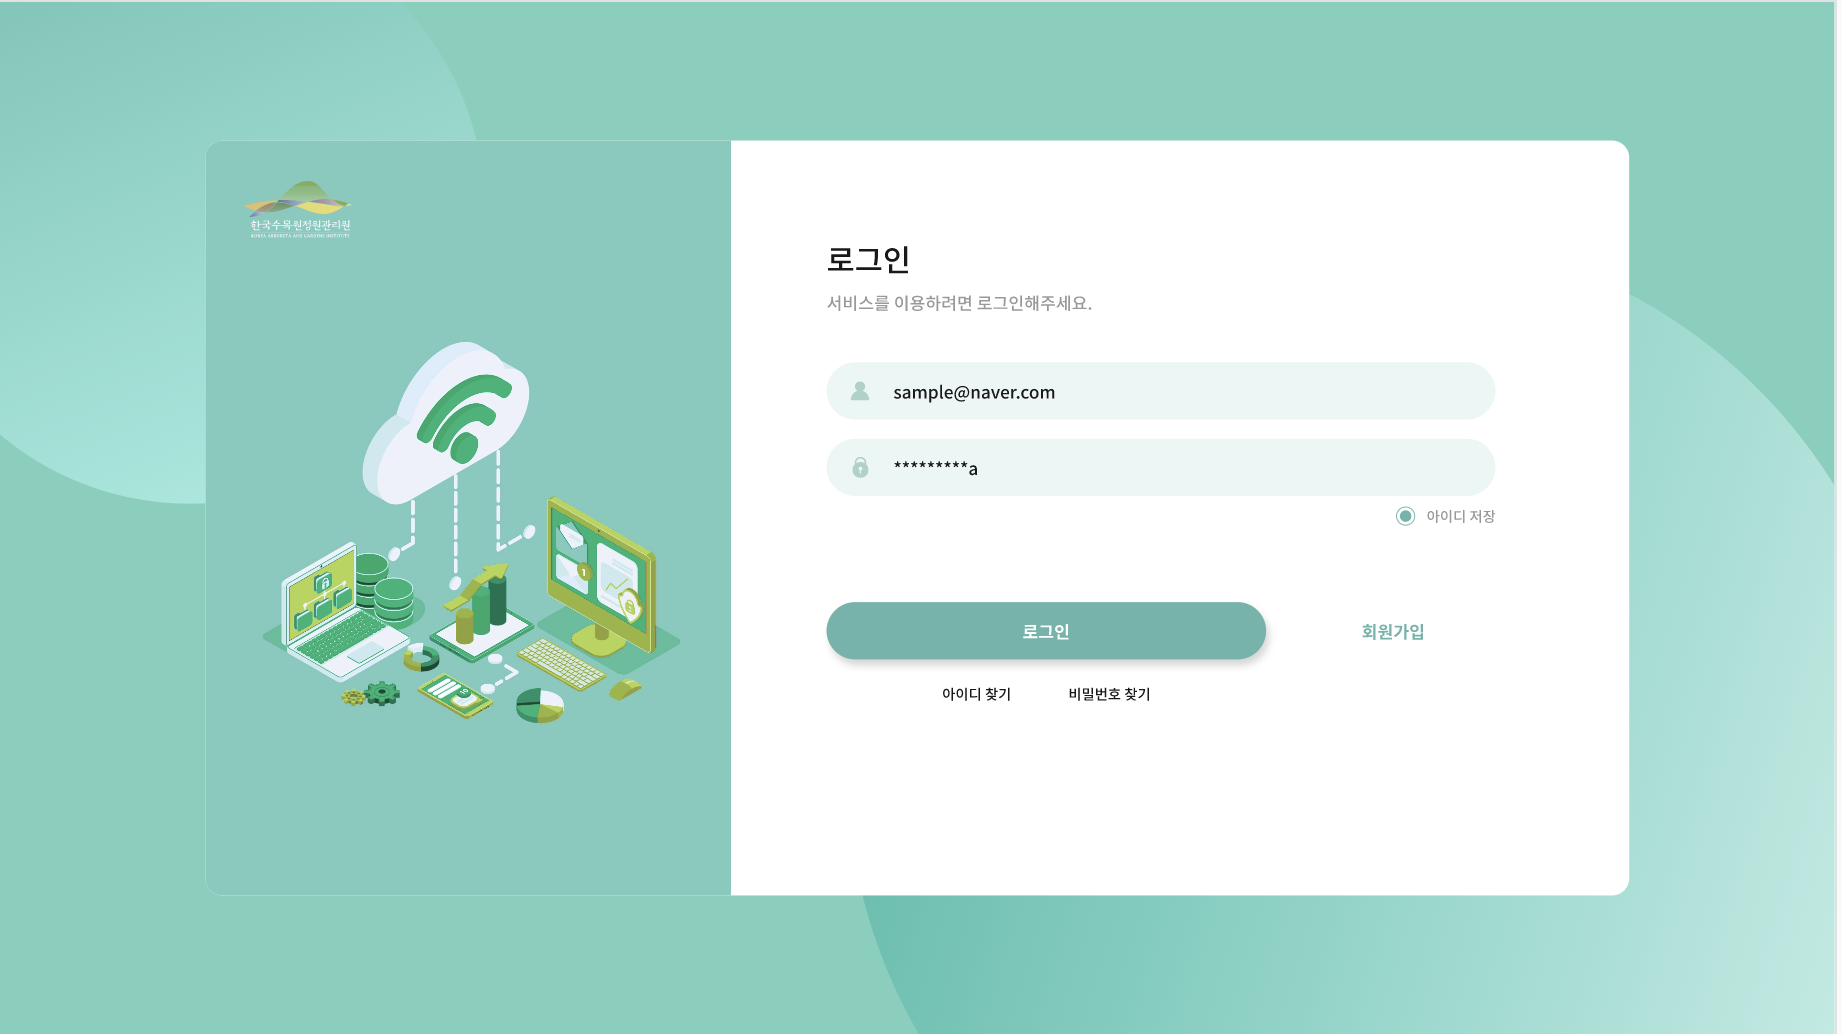 한국수목원정원관리원
KOREA ARBORETA AND GARDENS INSTITUTE
로그인
서비스를 이용하려면 로그인해주세요.
sample@naver.com
*********a
아이디 저장
로그인
회원가입
아이디 찾기
비밀번호 찾기
1